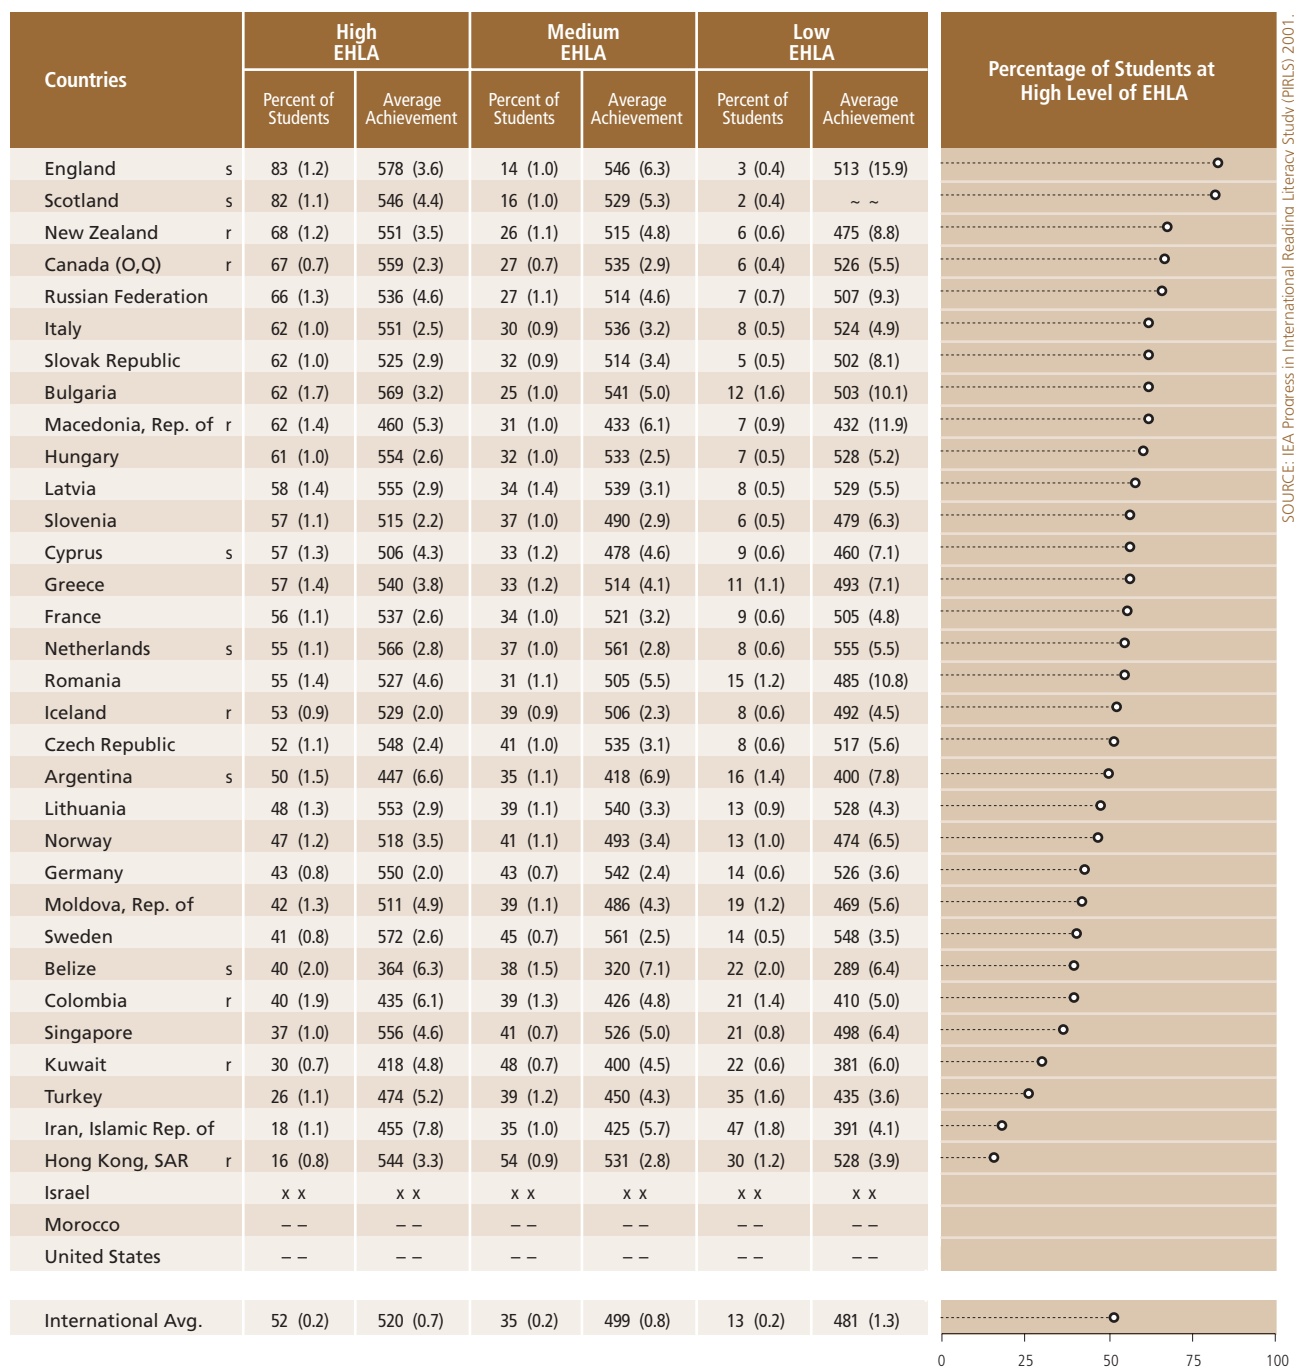 Countries
High EHLA Medium EHLA Low EHLA
Percent of Students Average Achievement Percent of Students Average Achievement Percent of Students Average Achievement
Percentage of Students at
High Level of EHLA
England s 83 (1.2) 578 (3.6) 14 (1.0) 546 (6.3) 3 (0.4) 513 (15.9)
Scotland s 82 (1.1) 546 (4.4) 16 (1.0) 529 (5.3) 2 (0.4) ~ ~
New Zealand r 68 (1.2) 551 (3.5) 26 (1.1) 515 (4.8) 6 (0.6) 475 (8.8)
Canada (O,Q) r 67 (0.7) 559 (2.3) 27 (0.7) 535 (2.9) 6 (0.4) 526 (5.5)
Russian Federation 66 (1.3) 536 (4.6) 27 (1.1) 514 (4.6) 7 (0.7) 507 (9.3)
Italy 62 (1.0) 551 (2.5) 30 (0.9) 536 (3.2) 8 (0.5) 524 (4.9)
Slovak Republic 62 (1.0) 525 (2.9) 32 (0.9) 514 (3.4) 5 (0.5) 502 (8.1)
Bulgaria 62 (1.7) 569 (3.2) 25 (1.0) 541 (5.0) 12 (1.6) 503 (10.1)
Macedonia, Rep. of r 62 (1.4) 460 (5.3) 31 (1.0) 433 (6.1) 7 (0.9) 432 (11.9)
Hungary 61 (1.0) 554 (2.6) 32 (1.0) 533 (2.5) 7 (0.5) 528 (5.2)
Latvia 58 (1.4) 555 (2.9) 34 (1.4) 539 (3.1) 8 (0.5) 529 (5.5)
Slovenia 57 (1.1) 515 (2.2) 37 (1.0) 490 (2.9) 6 (0.5) 479 (6.3)
Cyprus s 57 (1.3) 506 (4.3) 33 (1.2) 478 (4.6) 9 (0.6) 460 (7.1)
Greece 57 (1.4) 540 (3.8) 33 (1.2) 514 (4.1) 11 (1.1) 493 (7.1)
France 56 (1.1) 537 (2.6) 34 (1.0) 521 (3.2) 9 (0.6) 505 (4.8)
Netherlands s 55 (1.1) 566 (2.8) 37 (1.0) 561 (2.8) 8 (0.6) 555 (5.5)
Romania 55 (1.4) 527 (4.6) 31 (1.1) 505 (5.5) 15 (1.2) 485 (10.8)
Iceland r 53 (0.9) 529 (2.0) 39 (0.9) 506 (2.3) 8 (0.6) 492 (4.5)
Czech Republic 52 (1.1) 548 (2.4) 41 (1.0) 535 (3.1) 8 (0.6) 517 (5.6)
Argentina s 50 (1.5) 447 (6.6) 35 (1.1) 418 (6.9) 16 (1.4) 400 (7.8)
Lithuania 48 (1.3) 553 (2.9) 39 (1.1) 540 (3.3) 13 (0.9) 528 (4.3)
Norway 47 (1.2) 518 (3.5) 41 (1.1) 493 (3.4) 13 (1.0) 474 (6.5)
Germany 43 (0.8) 550 (2.0) 43 (0.7) 542 (2.4) 14 (0.6) 526 (3.6)
Moldova, Rep. of 42 (1.3) 511 (4.9) 39 (1.1) 486 (4.3) 19 (1.2) 469 (5.6)
Sweden 41 (0.8) 572 (2.6) 45 (0.7) 561 (2.5) 14 (0.5) 548 (3.5)
Belize s 40 (2.0) 364 (6.3) 38 (1.5) 320 (7.1) 22 (2.0) 289 (6.4)
Colombia r 40 (1.9) 435 (6.1) 39 (1.3) 426 (4.8) 21 (1.4) 410 (5.0)
Singapore 37 (1.0) 556 (4.6) 41 (0.7) 526 (5.0) 21 (0.8) 498 (6.4)
Kuwait r 30 (0.7) 418 (4.8) 48 (0.7) 400 (4.5) 22 (0.6) 381 (6.0)
Turkey 26 (1.1) 474 (5.2) 39 (1.2) 450 (4.3) 35 (1.6) 435 (3.6)
Iran, Islamic Rep. of 18 (1.1) 455 (7.8) 35 (1.0) 425 (5.7) 47 (1.8) 391 (4.1)
Hong Kong, SAR r 16 (0.8) 544 (3.3) 54 (0.9) 531 (2.8) 30 (1.2) 528 (3.9)
Israel x x x x x x x x x x x x
Morocco – – – – – – – – – – – –
United States – – – – – – – – – – – –
International Avg. 52 (0.2) 520 (0.7) 35 (0.2) 499 (0.8) 13 (0.2) 481 (1.3)
0 25 50 75 100
SOURCE: IEA Progress in International Reading Literacy Study (PIRLS) 2001.